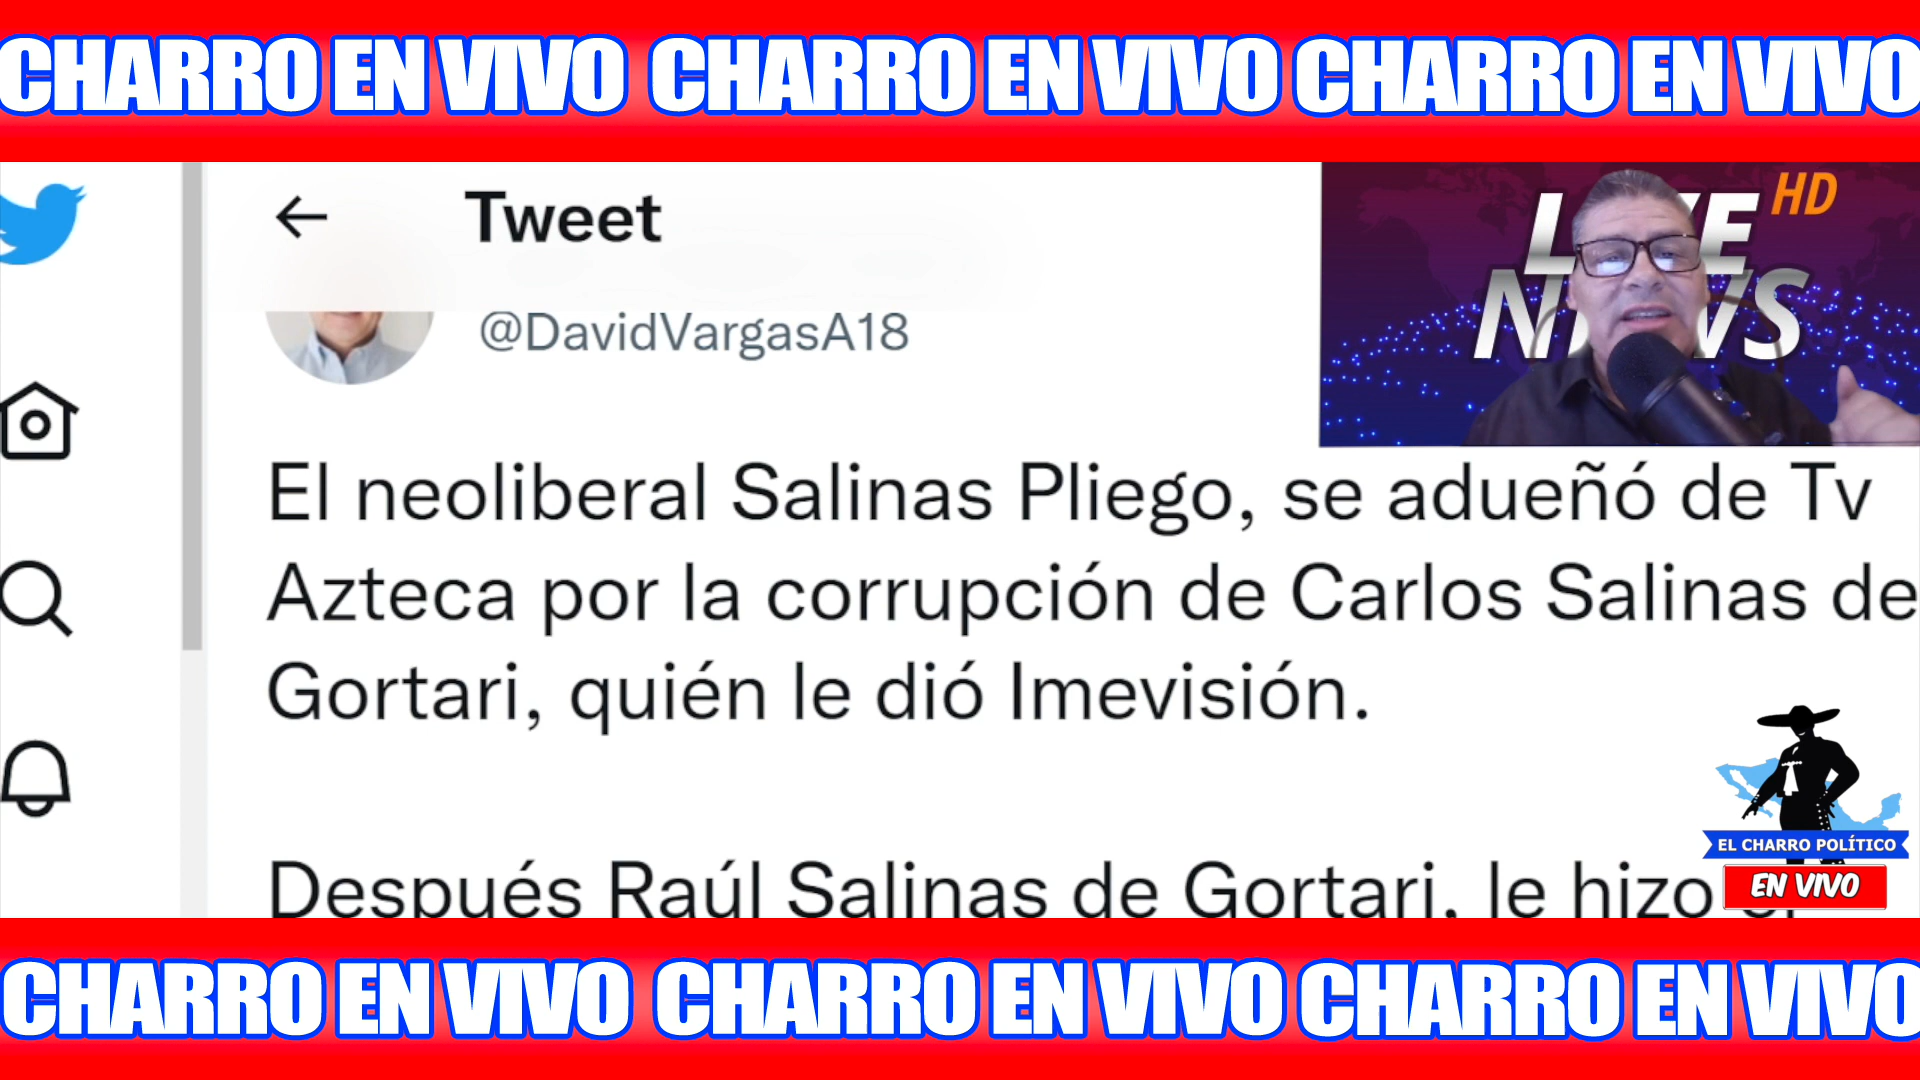 CHARRO EN VIVO CHARRO EN VIVO CHARRO EN VIVO
Tweet
HD
LIVE
NEWS
@DavidVargasA18
El neoliberal Salinas Pliego, se adueñó de Tv
Azteca por la corrupción de Carlos Salinas de
Gortari, quién le dió Imevisión.
Después Raúl Salinas de Gortari, le hizo
EL CHARRO POLÍTICO
EN VIVO
CHARRO EN VIVO CHARRO EN VIVO CHARRO EN VIVO